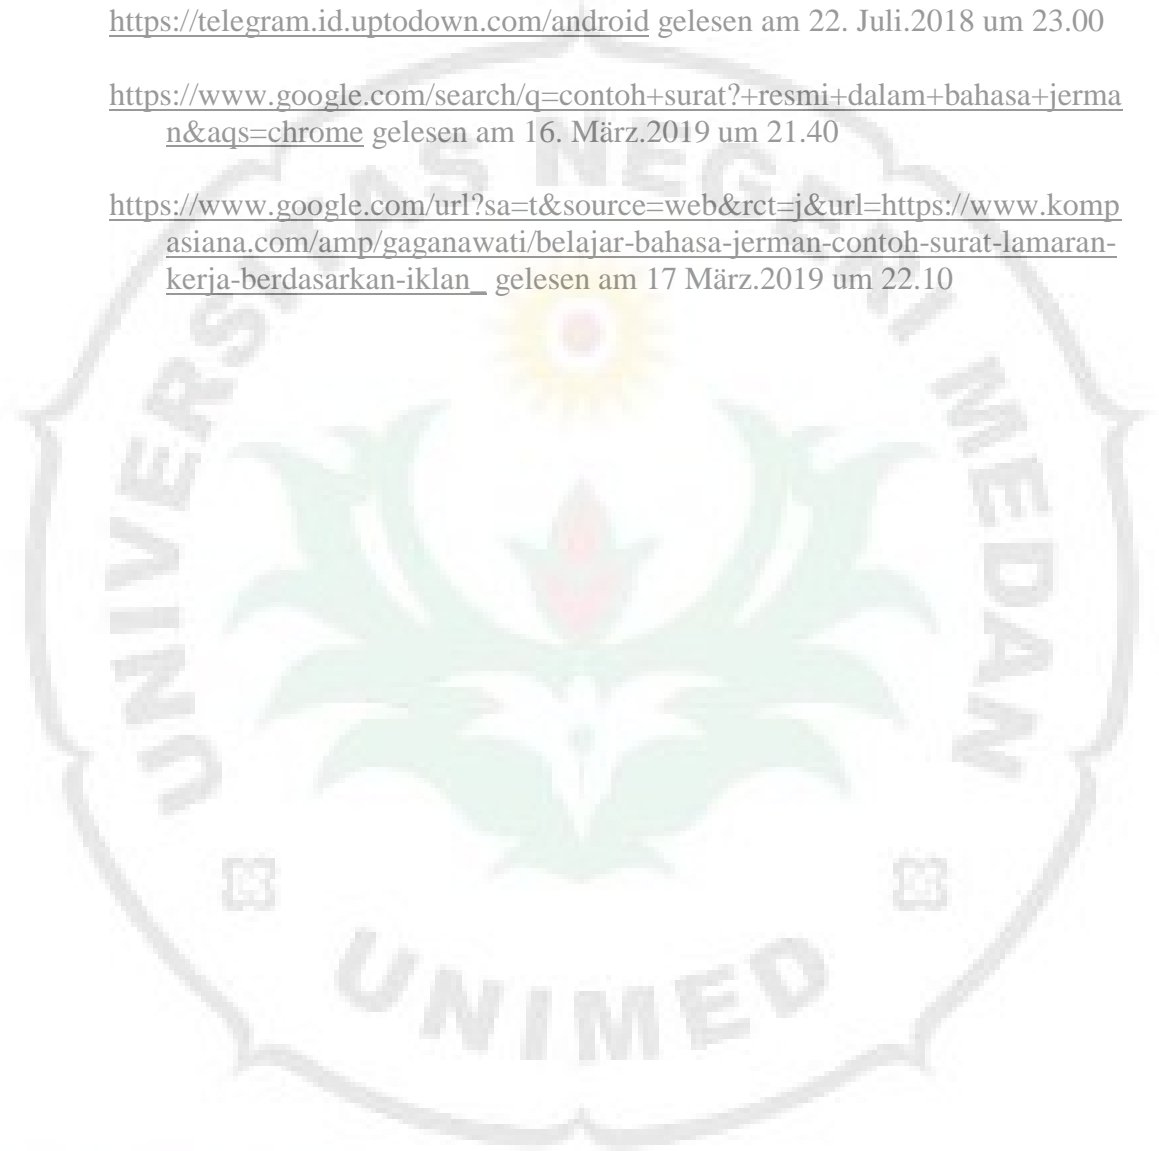 https://telegram.id.uptodown.com/android gelesen am 22. Juli.2018 um 23.00
https://www.google.com/search/q=contoh+surat?+resmi+dalam+bahasa+jerma
n&aqs=chrome gelesen am 16. März.2019 um 21.40
https://www.google.com/url?sa=t&source=web&rct=j&url=https://www.komp
asiana.com/amp/gaganawati/belajar-bahasa-jerman-contoh-surat-lamaran-
kerja-berdasarkan-iklan_ gelesen am 17 März.2019 um 22.10
UNIVERSITAS NEGERI MEDAN
UNIMED